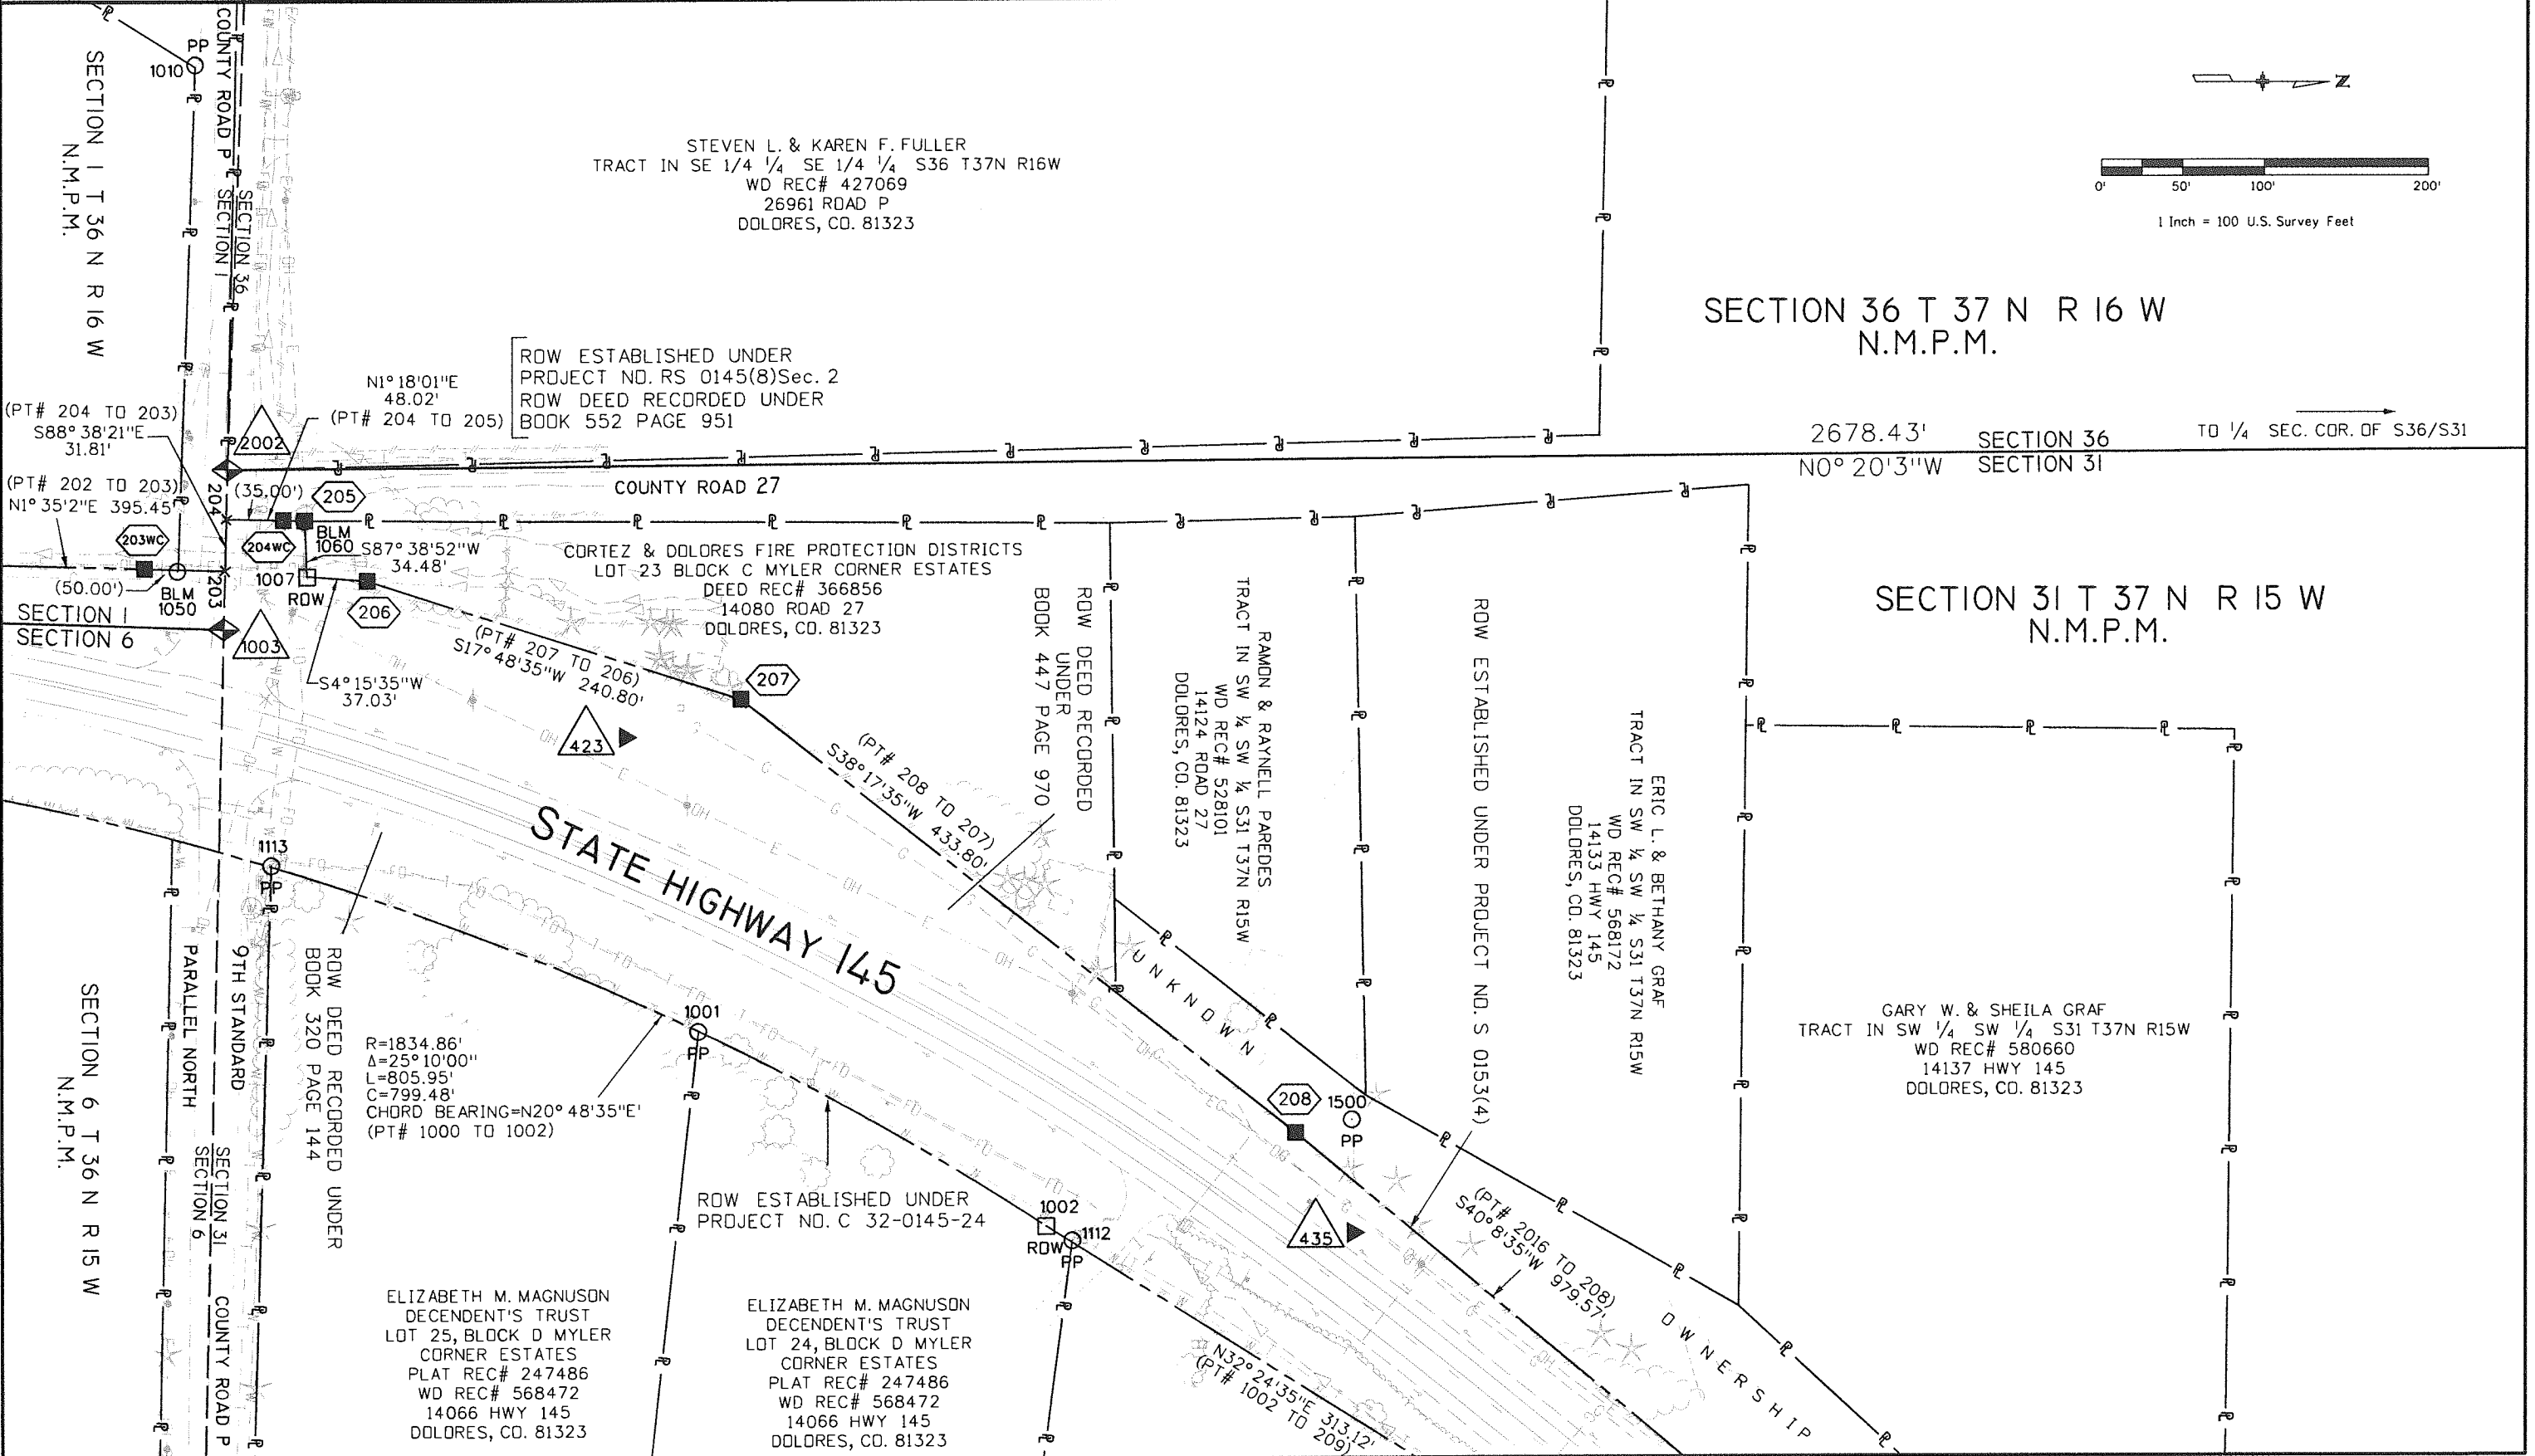 PP
1010
COUNTY ROAD P
SECTION 36
SECTION 1
SECTION 1 T 36 N R 16 W
N.M.P.M.
STEVEN L. & KAREN F. FULLER
TRACT IN SE 1/4 1/4 SE 1/4 1/4 S36 T37N R16W
WD REC# 427069
26961 ROAD P
DOLORES, CO. 81323
N
0' 50' 100' 200'
1 Inch = 100 U.S. Survey Feet
SECTION 36 T 37 N R 16 W
N.M.P.M.
ROW ESTABLISHED UNDER
PROJECT NO. RS 0145(8)Sec. 2
ROW DEED RECORDED UNDER
BOOK 552 PAGE 951
N1°18'01"E
48.02'
(PT# 204 TO 205)
(PT# 204 TO 203)
S88°38'21"E
31.81'
(PT# 202 TO 203)
N1°35'2"E 395.45'
2002
2678.43'
N0°20'3"W
SECTION 36
SECTION 31
TO 1/4 SEC. COR. OF S36/S31
COUNTY ROAD 27
204
(35.00')
205
203WC
204WC
BLM
1060
S87°38'52"W
34.48'
(50.00')
BLM
1050
203
1007
ROW
206
SECTION 1
SECTION 6
1003
S4°15'35"W
37.03'
CORTEZ & DOLORES FIRE PROTECTION DISTRICTS
LOT 23 BLOCK C MYLER CORNER ESTATES
DEED REC# 366856
14080 ROAD 27
DOLORES, CO. 81323
(PT# 207 TO 206)
S17°48'35"W 240.80'
207
423
(PT# 208 TO 207)
S38°17'35"W 433.80'
ROW DEED RECORDED
UNDER
BOOK 447 PAGE 970
RAMON & RAYNELL PAREDES
TRACT IN SW 1/4 SW 1/4 S31 T37N R15W
WD REC# 528101
14124 ROAD 27
DOLORES, CO. 81323
ROW ESTABLISHED UNDER PROJECT NO. S 0153(4)
ERIC L. & BETHANY GRAF
TRACT IN SW 1/4 SW 1/4 S31 T37N R15W
WD REC# 568172
14133 HWY 145
DOLORES, CO. 81323
SECTION 31 T 37 N R 15 W
N.M.P.M.
GARY W. & SHEILA GRAF
TRACT IN SW 1/4 SW 1/4 S31 T37N R15W
WD REC# 580660
14137 HWY 145
DOLORES, CO. 81323
STATE HIGHWAY 145
UNKNOWN
OWNERSHIP
1113
PP
1001
PP
ROW DEED RECORDED UNDER
BOOK 320 PAGE 144
9TH STANDARD
PARALLEL NORTH
SECTION 31
SECTION 6
COUNTY ROAD P
SECTION 6 T 36 N R 15 W
N.M.P.M.
R=1834.86'
Δ=25°10'00"
L=805.95'
C=799.48'
CHORD BEARING=N20°48'35"E'
(PT# 1000 TO 1002)
ROW ESTABLISHED UNDER
PROJECT NO. C 32-0145-24
1002
ROW
1112
PP
208
1500
PP
435
(PT# 2016 TO 208)
S40°8'35"W 979.57'
N32°24'35"E 313.12'
(PT# 1002 TO 209)
ELIZABETH M. MAGNUSON
DECENDENT'S TRUST
LOT 25, BLOCK D MYLER
CORNER ESTATES
PLAT REC# 247486
WD REC# 568472
14066 HWY 145
DOLORES, CO. 81323
ELIZABETH M. MAGNUSON
DECENDENT'S TRUST
LOT 24, BLOCK D MYLER
CORNER ESTATES
PLAT REC# 247486
WD REC# 568472
14066 HWY 145
DOLORES, CO. 81323